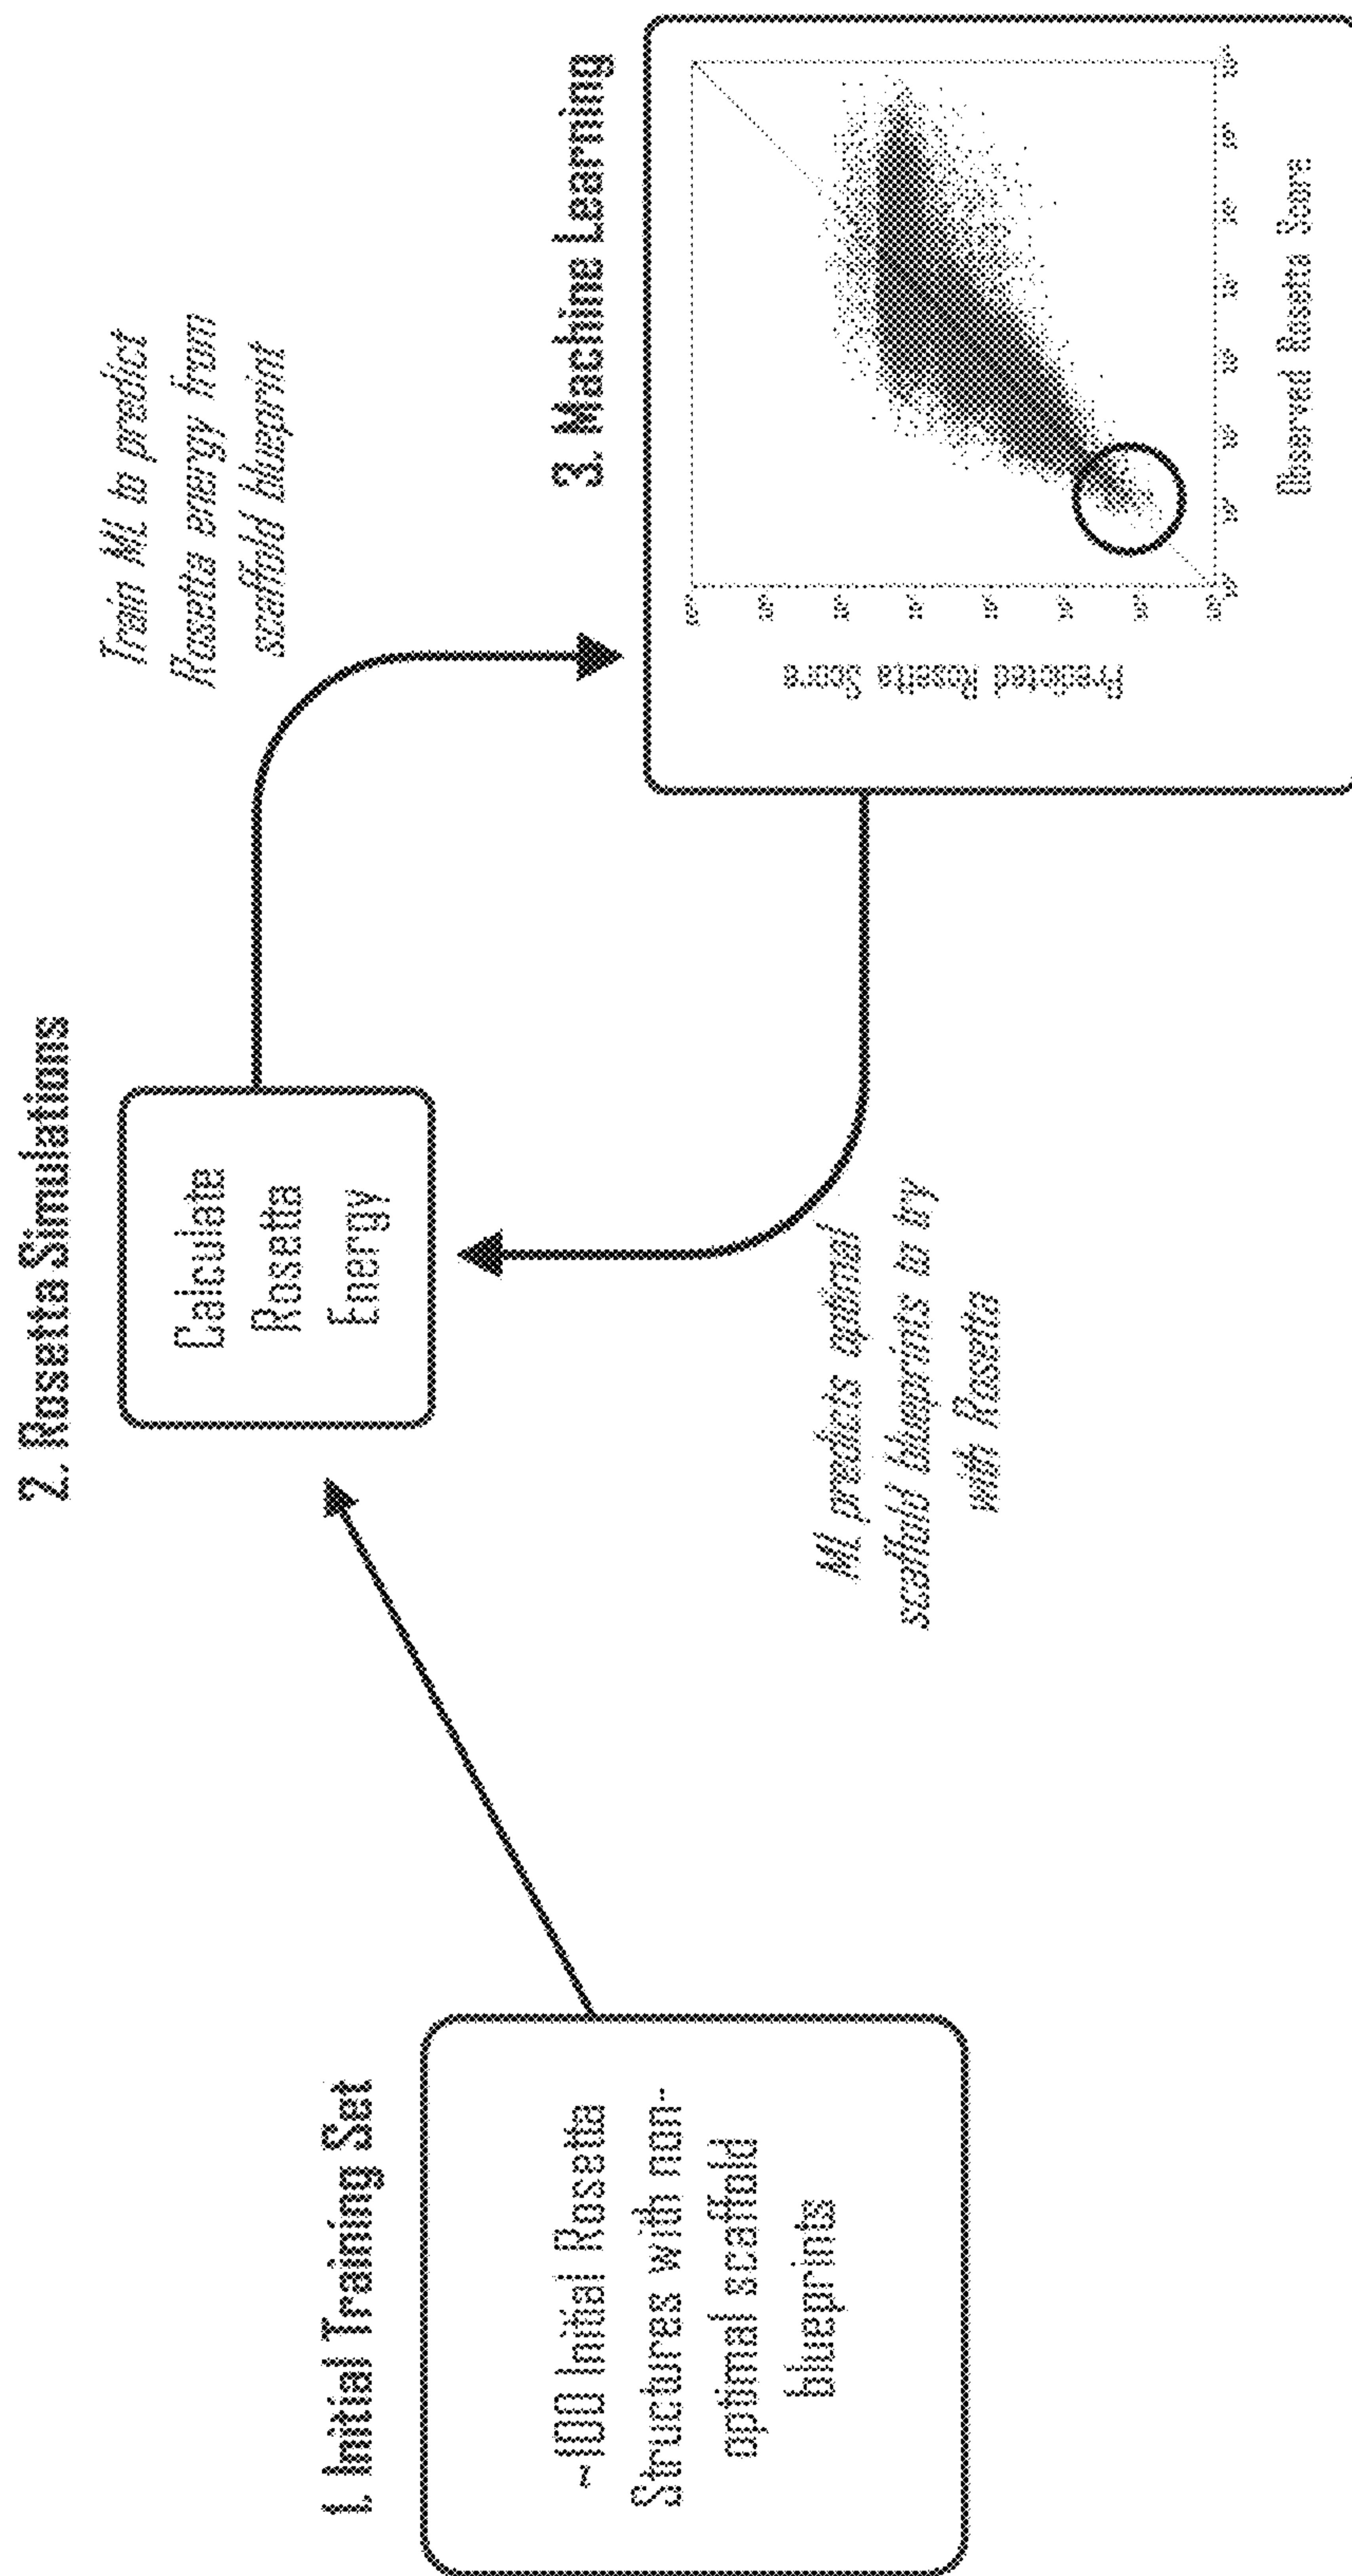 1. Initial Training Set
~100 Initial Rosetta
Structures with non-
optimal scaffold
blueprints
2. Rosetta Simulations
Calculate
Rosetta
Energy
Train ML to predict
Rosetta energy from
scaffold blueprint
ML predicts optimal
scaffold blueprints to try
with Rosetta
3. Machine Learning
Predicted Rosetta Score
Observed Rosetta Score